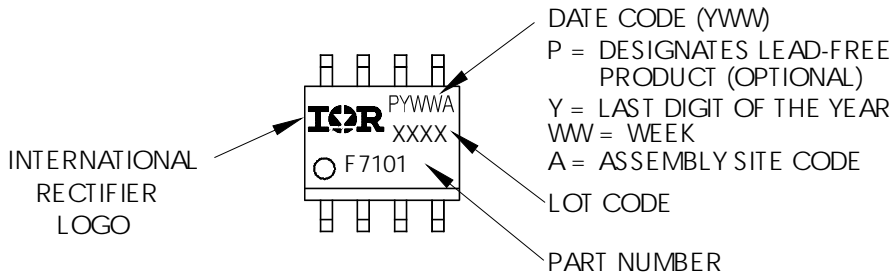 DATE CODE (YWW)
P = DESIGNATES LEAD-FREE
PRODUCT (OPTIONAL)
Y = LAST DIGIT OF THE YEAR
WW = WEEK
A = ASSEMBLY SITE CODE
LOT CODE
PART NUMBER
INTERNATIONAL
RECTIFIER
LOGO
IOR
PYWWA
XXXX
F7101